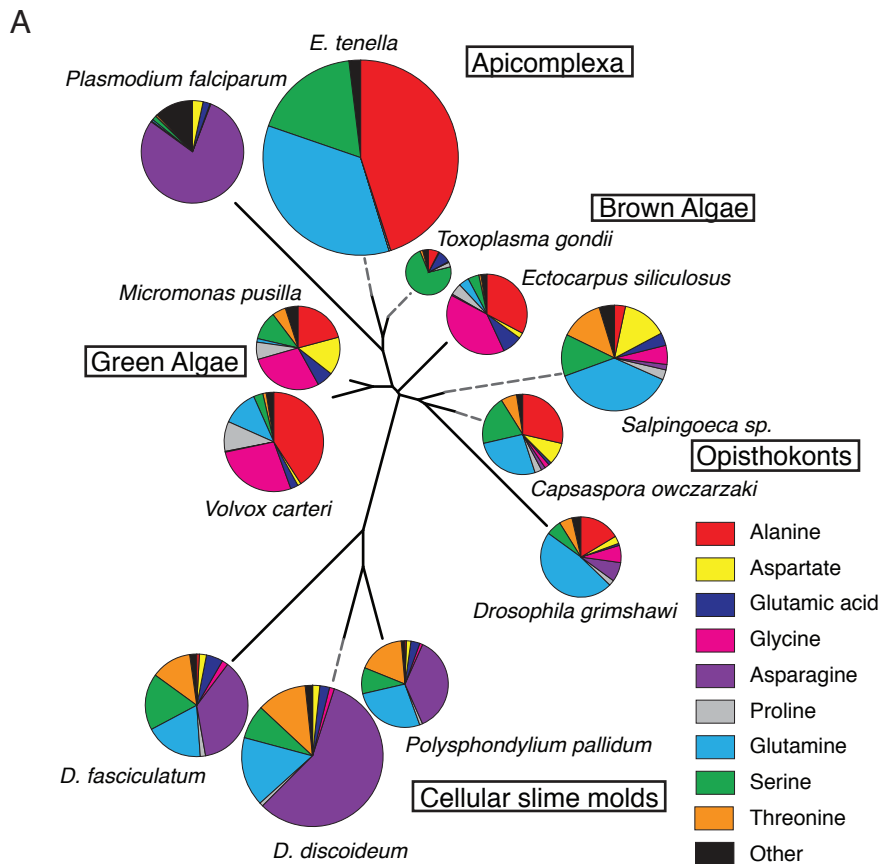 A
E. tenella
Apicomplexa
Plasmodium falciparum
Brown Algae
Toxoplasma gondii
Ectocarpus siliculosus
Micromonas pusilla
Green Algae
Salpingoeca sp.
Opisthokonts
Capsaspora owczarzaki
Volvox carteri
Drosophila grimshawi
Alanine
Aspartate
Glutamic acid
Glycine
Asparagine
Proline
Glutamine
Serine
Threonine
Other
Polysphondylium pallidum
D. fasciculatum
Cellular slime molds
D. discoideum